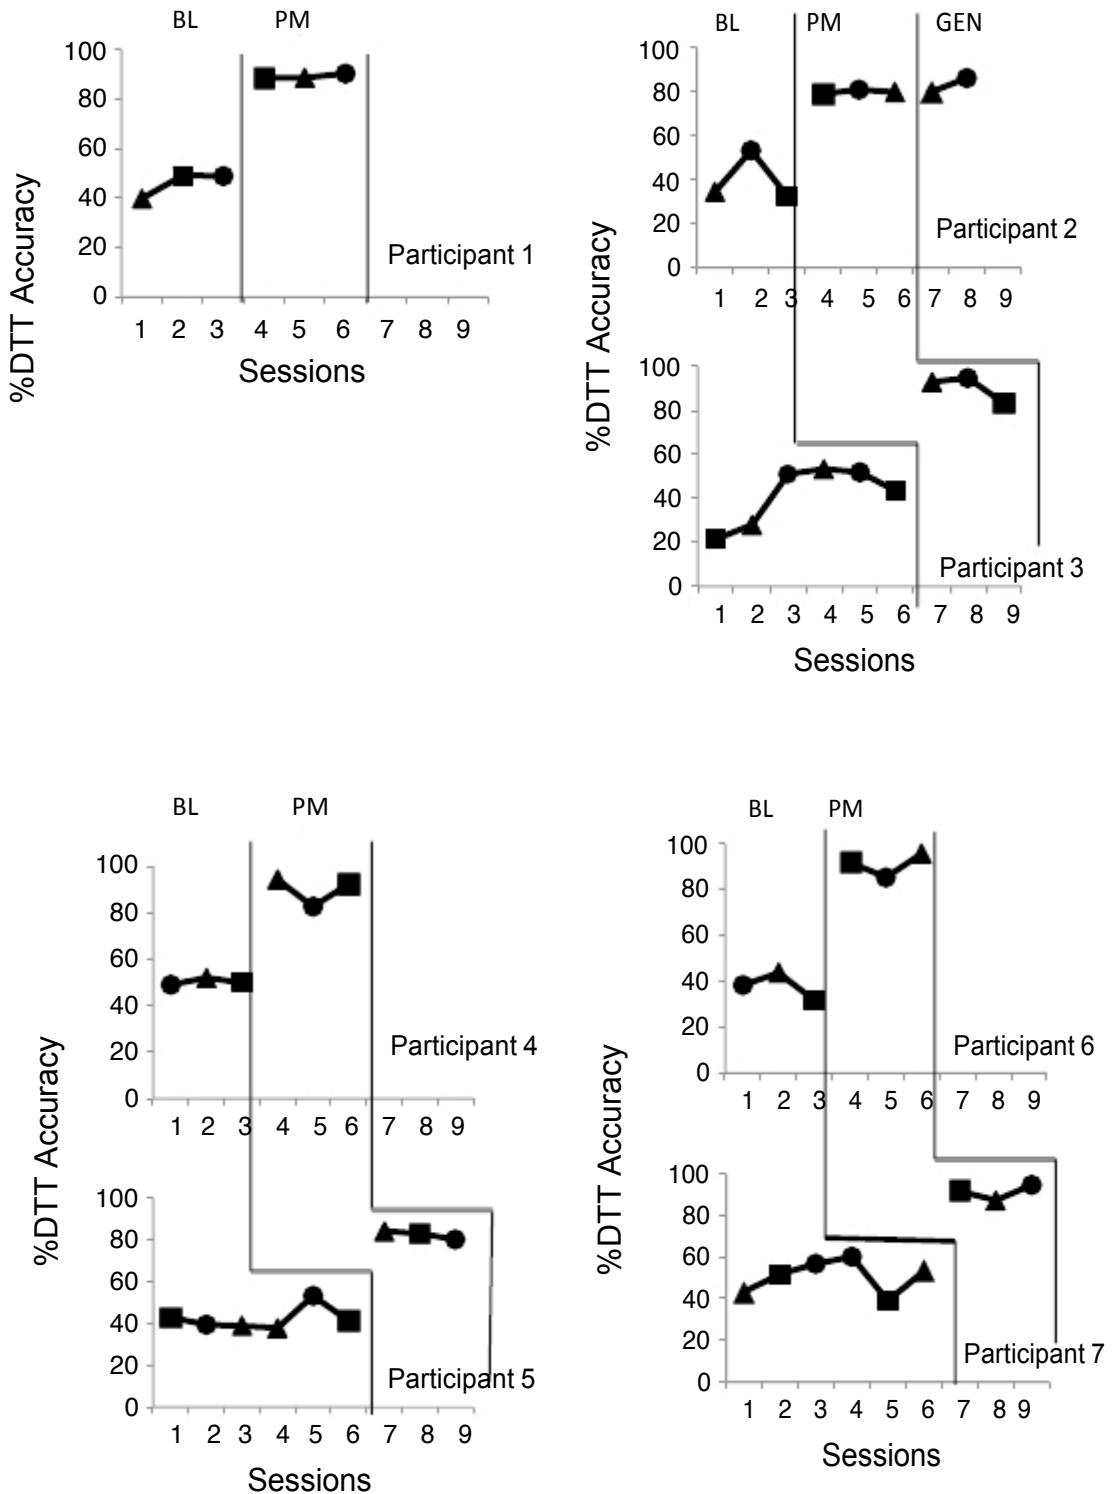 BL PM
100
80
60
40
20
0
1 2 3 4 5 6 7 8 9
Participant 1
Sessions
%DTT Accuracy
BL PM GEN
100
80
60
40
20
0
Participant 2
1 2 3 4 5 6 7 8 9
100
80
60
40
20
0
Participant 3
1 2 3 4 5 6 7 8 9
Sessions
%DTT Accuracy
BL PM
100
80
60
40
20
0
Participant 4
1 2 3 4 5 6 7 8 9
100
80
60
40
20
0
Participant 5
1 2 3 4 5 6 7 8 9
Sessions
%DTT Accuracy
BL PM
100
80
60
40
20
0
Participant 6
1 2 3 4 5 6 7 8 9
100
80
60
40
20
0
Participant 7
1 2 3 4 5 6 7 8 9
Sessions
%DTT Accuracy